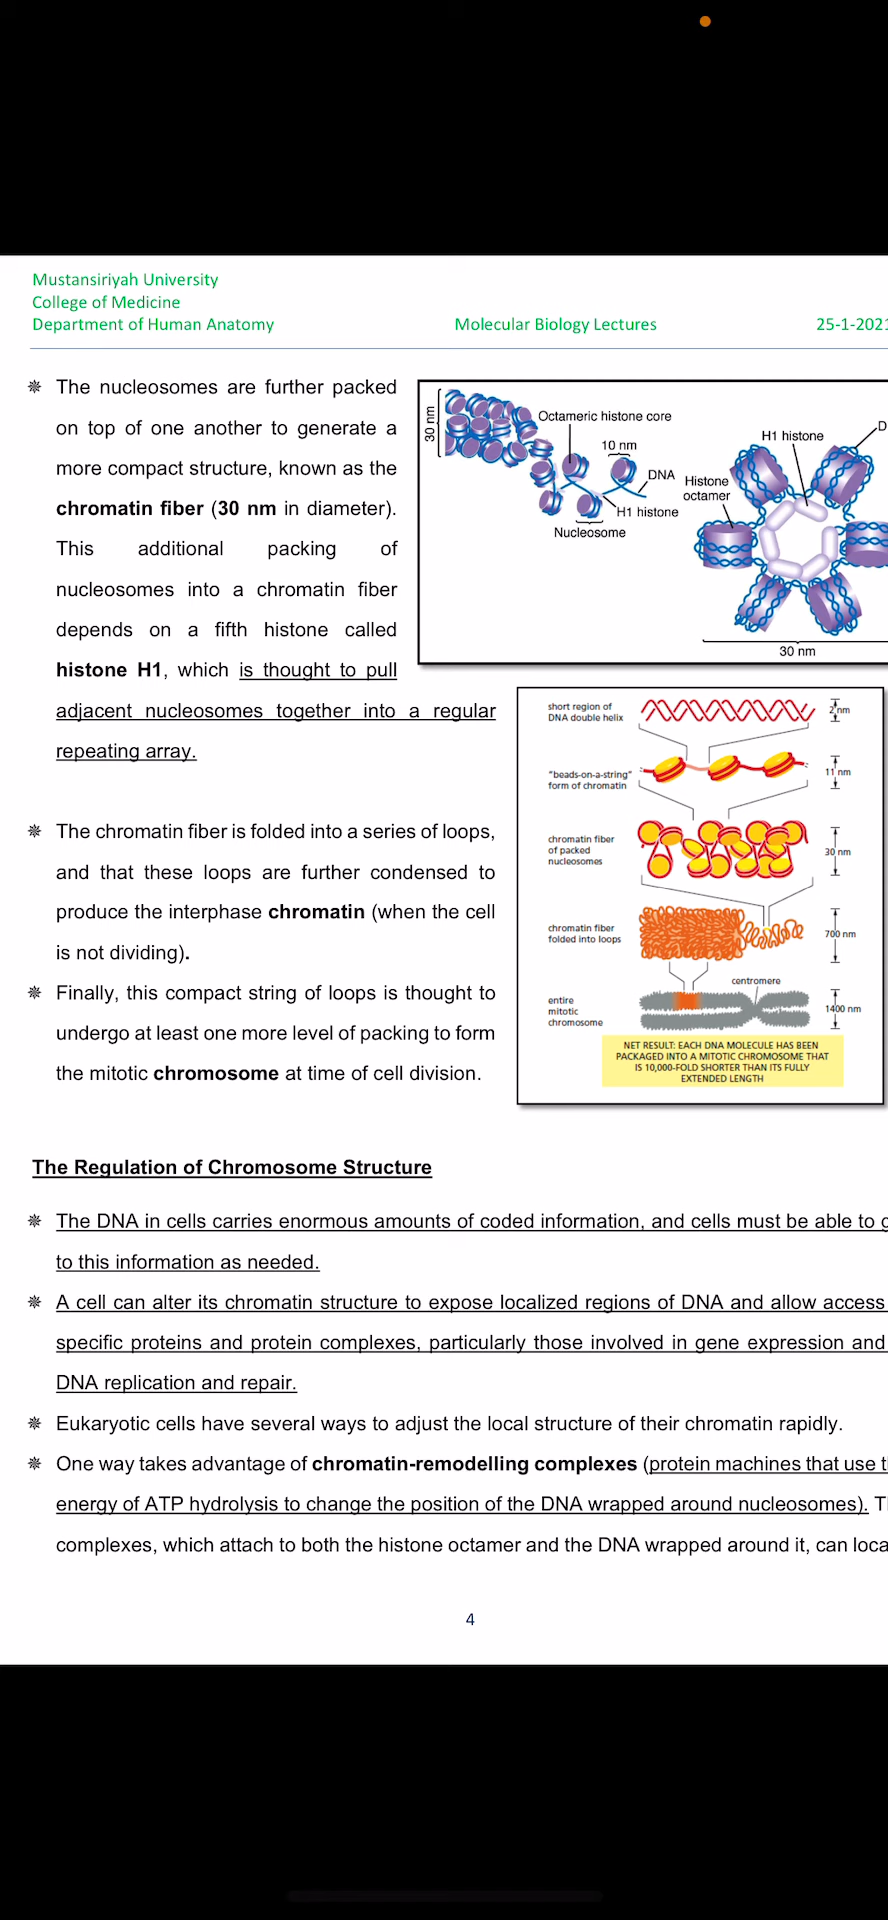 Mustansiriyah University
College of Medicine
Department of Human Anatomy
Molecular Biology Lectures
25-1-2021
❋ The nucleosomes are further packed
on top of one another to generate a
more compact structure, known as the
chromatin fiber (30 nm in diameter).
This additional packing of
nucleosomes into a chromatin fiber
depends on a fifth histone called
histone H1, which is thought to pull
adjacent nucleosomes together into a regular
repeating array.
30 nm
Octameric histone core
10 nm
DNA
H1 histone
Nucleosome
H1 histone
D
Histone
octamer
30 nm
short region of
DNA double helix
2 nm
"beads-on-a-string"
form of chromatin
11 nm
chromatin fiber
of packed
nucleosomes
30 nm
chromatin fiber
folded into loops
700 nm
centromere
entire
mitotic
chromosome
1400 nm
NET RESULT: EACH DNA MOLECULE HAS BEEN
PACKAGED INTO A MITOTIC CHROMOSOME THAT
IS 10,000-FOLD SHORTER THAN ITS FULLY
EXTENDED LENGTH
❋ The chromatin fiber is folded into a series of loops,
and that these loops are further condensed to
produce the interphase chromatin (when the cell
is not dividing).
❋ Finally, this compact string of loops is thought to
undergo at least one more level of packing to form
the mitotic chromosome at time of cell division.
The Regulation of Chromosome Structure
❋ The DNA in cells carries enormous amounts of coded information, and cells must be able to
to this information as needed.
❋ A cell can alter its chromatin structure to expose localized regions of DNA and allow access
specific proteins and protein complexes, particularly those involved in gene expression and
DNA replication and repair.
❋ Eukaryotic cells have several ways to adjust the local structure of their chromatin rapidly.
❋ One way takes advantage of chromatin-remodelling complexes (protein machines that use
energy of ATP hydrolysis to change the position of the DNA wrapped around nucleosomes).
complexes, which attach to both the histone octamer and the DNA wrapped around it, can loca
4